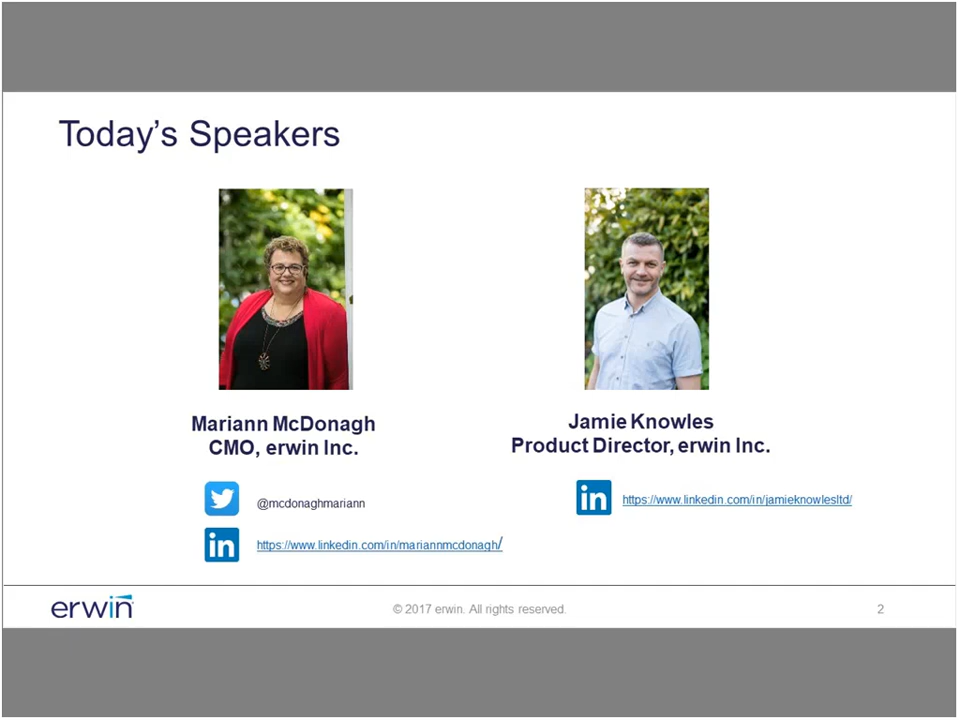 Today's Speakers
Mariann McDonagh
CMO, erwin Inc.
@mcdonaghmariann
https://www.linkedin.com/in/mariannmcdonagh/
Jamie Knowles
Product Director, erwin Inc.
https://www.linkedin.com/in/jamieknowlesltd/
erwin
© 2017 erwin. All rights reserved.
2